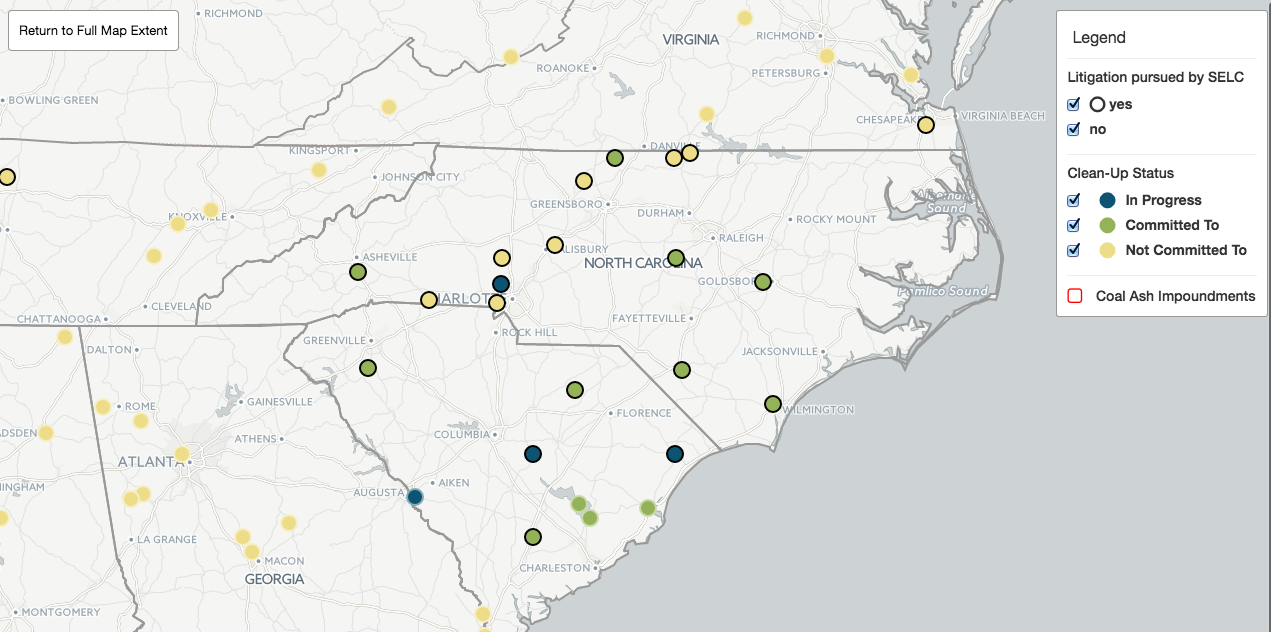 Return to Full Map Extent
RICHMOND
VIRGINIA
RICHMOND
ROANOKE
PETERSBURG
BOWLING GREEN
CHESAPEAKE
VIRGINIA BEACH
KINGSPORT
DANVILLE
JOHNSON CITY
KNOXVILLE
GREENSBORO
DURHAM
ROCKY MOUNT
Albemarle
Sound
RALEIGH
ASHEVILLE
SALISBURY
NORTH CAROLINA
GOLDSBORO
Pamlico Sound
CHARLOTTE
CLEVELAND
CHATTANOOGA
FAYETTEVILLE
ROCK HILL
GREENVILLE
DALTON
JACKSONVILLE
ROME
GAINESVILLE
FLORENCE
WILMINGTON
ADSDEN
ATHENS
COLUMBIA
ATLANTA
INGHAM
AUGUSTA
AIKEN
LA GRANGE
MACON
CHARLESTON
GEORGIA
MONTGOMERY
Legend
Litigation pursued by SELC
yes
no
Clean-Up Status
In Progress
Committed To
Not Committed To
Coal Ash Impoundments